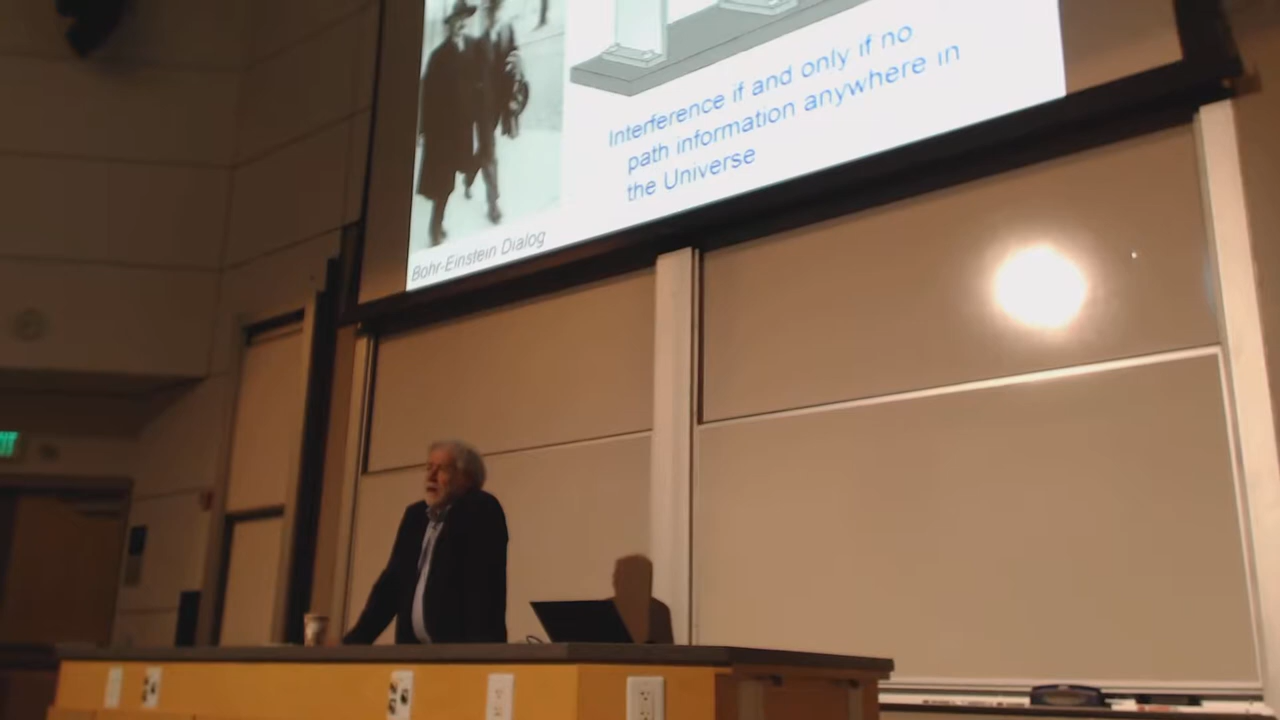 Interference if and only if no
path information anywhere in
the Universe
Bohr-Einstein Dialog